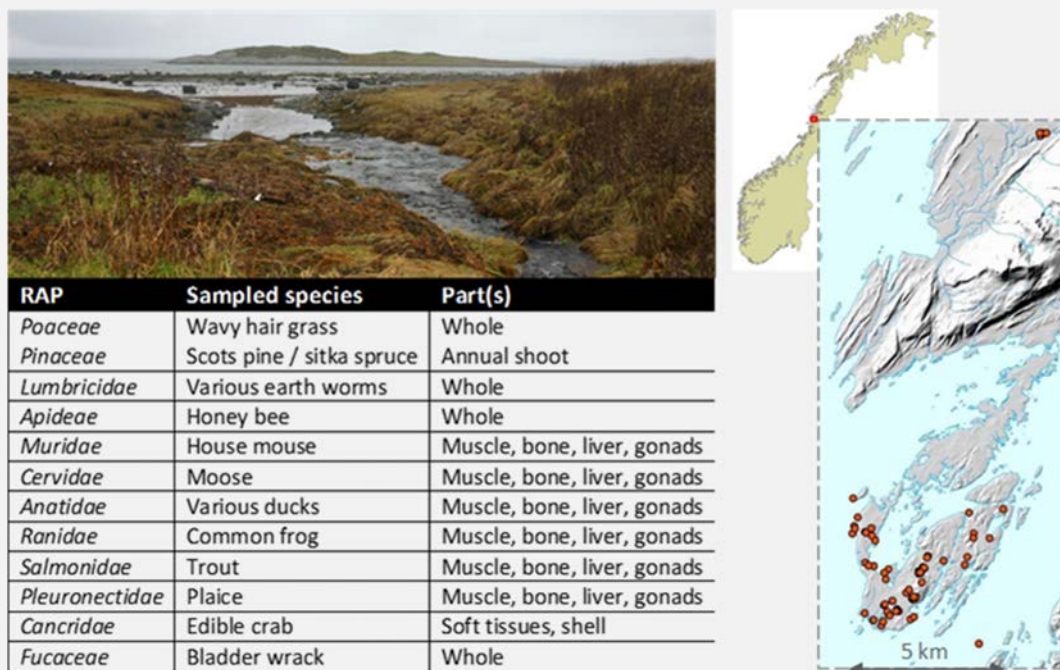 RAP Sampled species Part(s)
Poaceae Wavy hair grass Whole
Pinaceae Scots pine / sitka spruce Annual shoot
Lumbricidae Various earth worms Whole
Apideae Honey bee Whole
Muridae House mouse Muscle, bone, liver, gonads
Cervidae Moose Muscle, bone, liver, gonads
Anatidae Various ducks Muscle, bone, liver, gonads
Ranidae Common frog Muscle, bone, liver, gonads
Salmonidae Trout Muscle, bone, liver, gonads
Pleuronectidae Plaice Muscle, bone, liver, gonads
Cancridae Edible crab Soft tissues, shell
Fucaceae Bladder wrack Whole
5 km